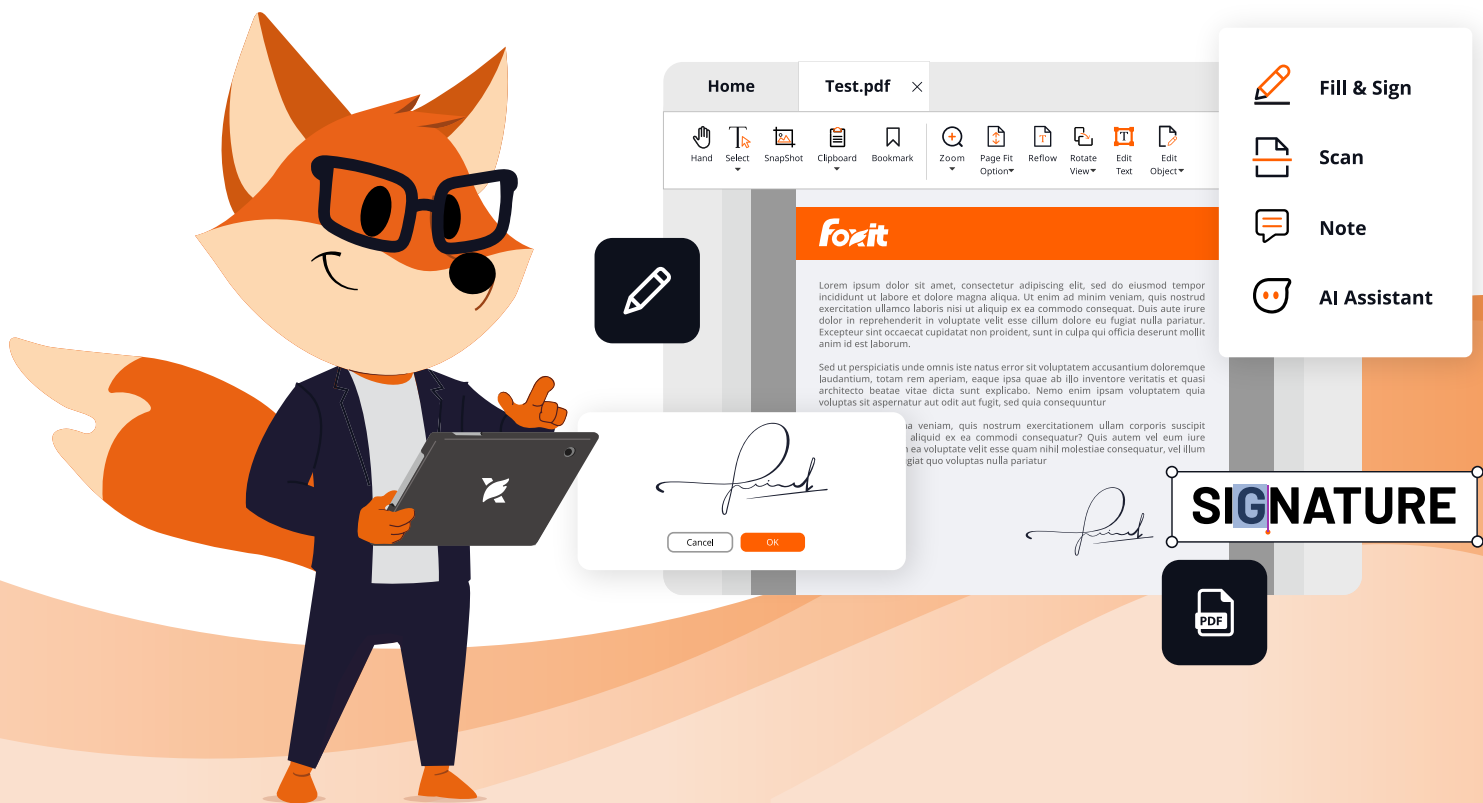 Home
Test.pdf
Hand
Select
SnapShot
Clipboard
Bookmark
Zoom
Page Fit
Option
Reflow
Rotate
View
Edit
Text
Edit
Object
Fill & Sign
Scan
Note
AI Assistant
Foxit
Lorem ipsum dolor sit amet, consectetur adipiscing elit, sed do eiusmod tempor
incididunt ut labore et dolore magna aliqua. Ut enim ad minim veniam, quis nostrud
exercitation ullamco laboris nisi ut aliquip ex ea commodo consequat. Duis aute irure
dolor in reprehenderit in voluptate velit esse cillum dolore eu fugiat nulla pariatur.
Excepteur sint occaecat cupidatat non proident, sunt in culpa qui officia deserunt mollit
anim id est laborum.
Sed ut perspiciatis unde omnis iste natus error sit voluptatem accusantium doloremque
laudantium, totam rem aperiam, eaque ipsa quae ab illo inventore veritatis et quasi
architecto beatae vitae dicta sunt explicabo. Nemo enim ipsam voluptatem quia
voluptas sit aspernatur aut odit aut fugit, sed quia consequuntur
veniam, quis nostrum exercitationem ullam corporis suscipit
aliquid ex ea commodi consequatur? Quis autem vel eum iure
ea voluptate velit esse quam nihil molestiae consequatur, vel illum
quo voluptas nulla pariatur
Cancel
OK
SIGNATURE
PDF